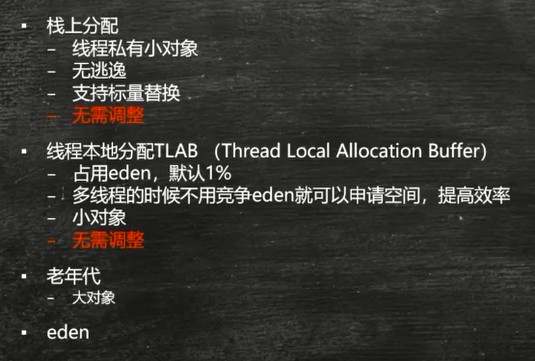 ▪ 栈上分配
– 线程私有小对象
– 无逃逸
– 支持标量替换
– 无需调整
▪ 线程本地分配TLAB （Thread Local Allocation Buffer）
– 占用eden，默认1%
– 多线程的时候不用竞争eden就可以申请空间，提高效率
– 小对象
– 无需调整
▪ 老年代
– 大对象
▪ eden